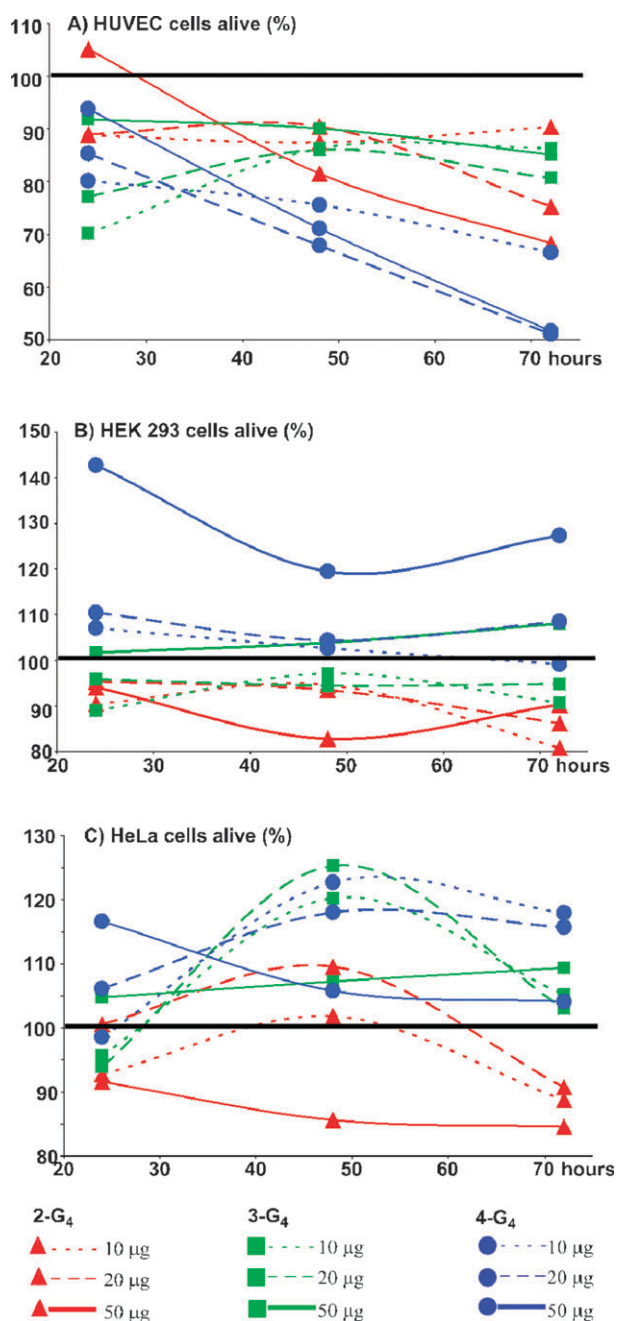 A) HUVEC cells alive (%)
110
100
90
80
70
60
50
20 30 40 50 60 70 hours
B) HEK 293 cells alive (%)
150
140
130
120
110
100
90
80
20 30 40 50 60 70 hours
C) HeLa cells alive (%)
130
120
110
100
90
80
20 30 40 50 60 70 hours
2-G₄ 3-G₄ 4-G₄
10 µg 10 µg 10 µg
20 µg 20 µg 20 µg
50 µg 50 µg 50 µg